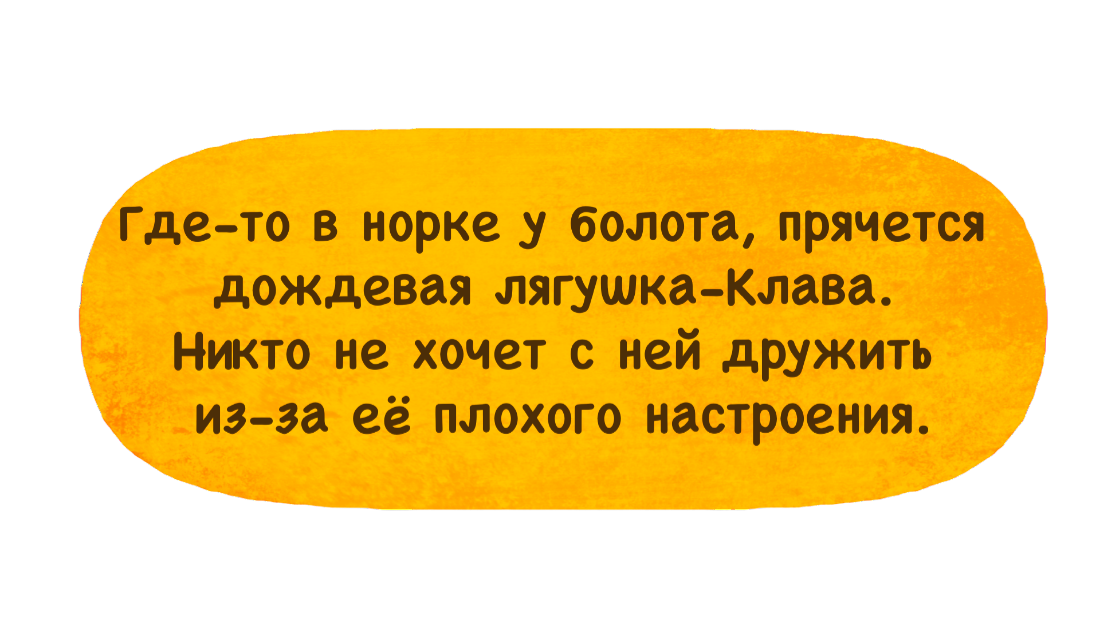 Где-то в норке у болота, прячется
дождевая лягушка-Клава.
Никто не хочет с ней дружить
из-за её плохого настроения.